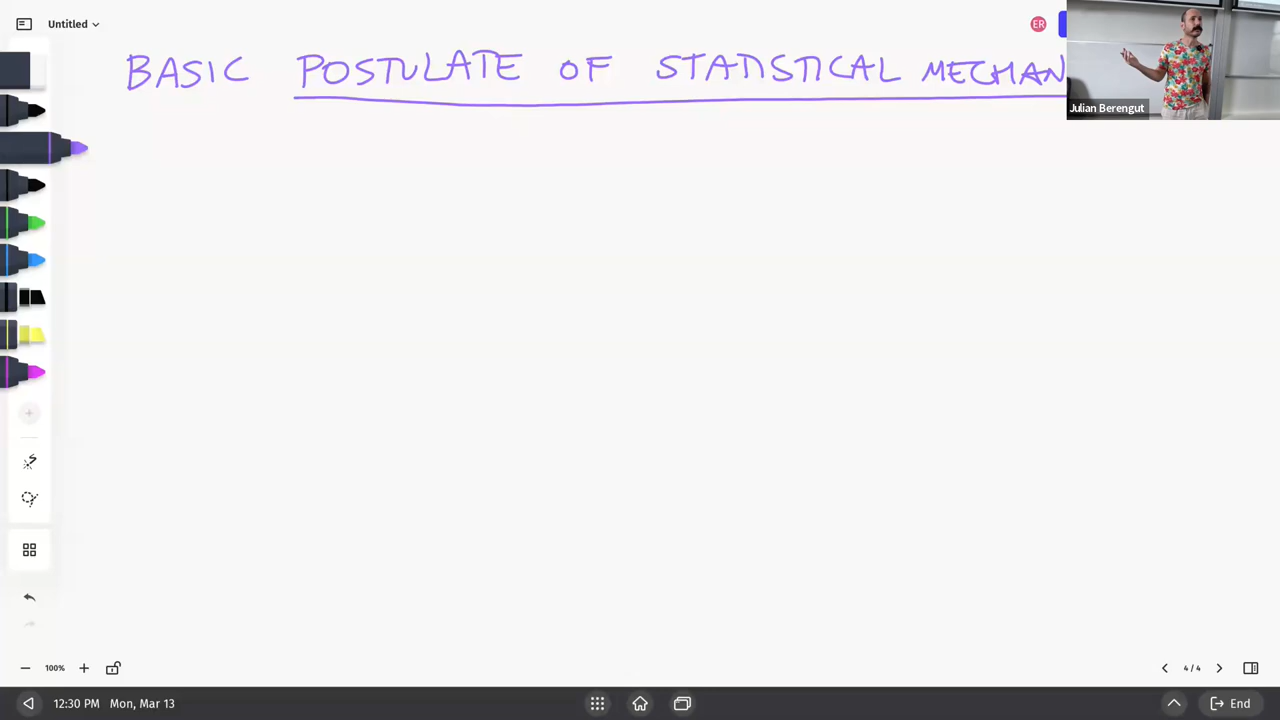 Untitled
ER
BASIC POSTULATE OF STATISTICAL MECHAN
Julian Berengut
100%
4/4
12:30 PM Mon, Mar 13
End